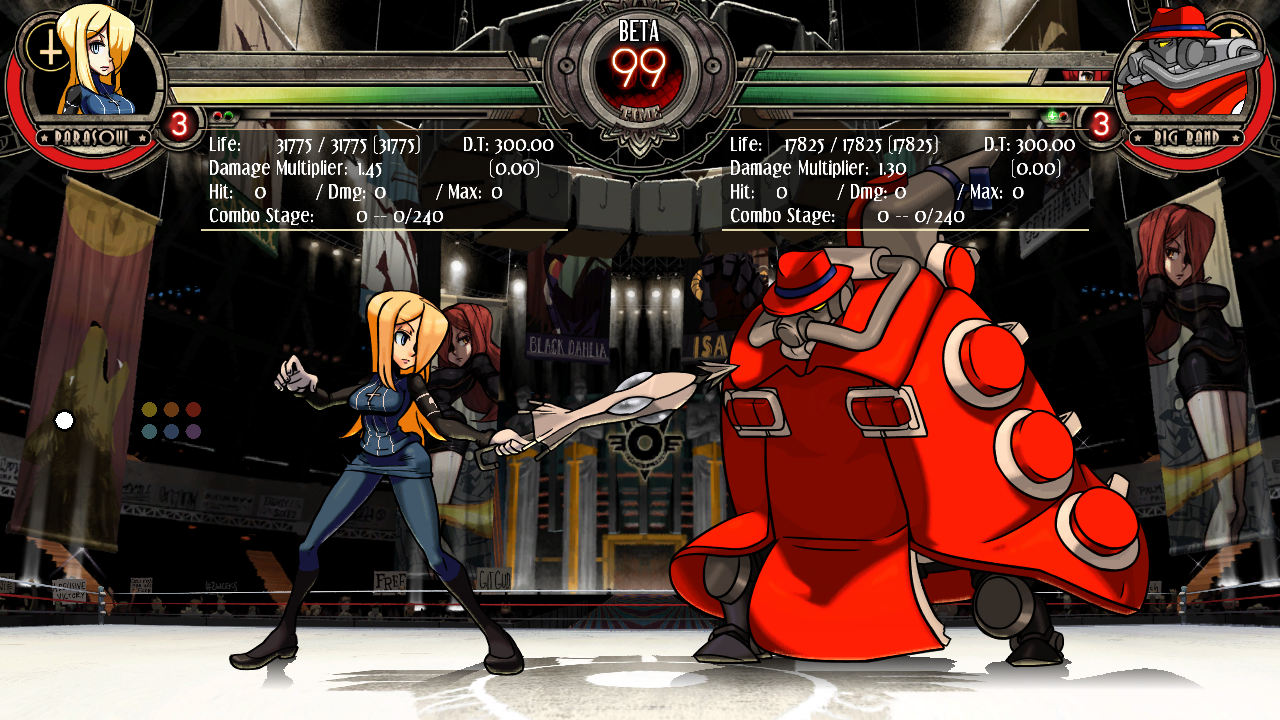 BETA
99
TIME
PARASOUL
3
3
BIG BAND
Life: 31775 / 31775 [31775] D.T: 300.00
Damage Multiplier: 1.45 [0.00]
Hit: 0 / Dmg: 0 / Max: 0
Combo Stage: 0 -- 0/240
Life: 17825 / 17825 [17825] D.T: 300.00
Damage Multiplier: 1.30 [0.00]
Hit: 0 / Dmg: 0 / Max: 0
Combo Stage: 0 -- 0/240
BLACK DAHLIA
ISA
FREE